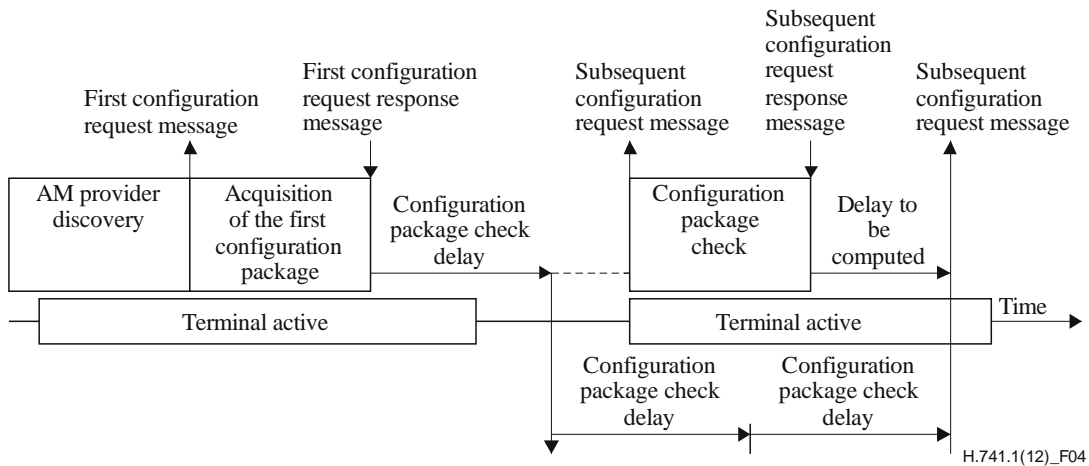 First configuration
request message
First configuration
request response
message
Subsequent
configuration
request message
Subsequent
configuration
request
response
message
Subsequent
configuration
request message
AM provider
discovery
Acquisition
of the first
configuration
package
Configuration
package check
delay
Configuration
package
check
Delay to
be
computed
Terminal active
Terminal active
Time
Configuration
package check
delay
Configuration
package check
delay
H.741.1(12)_F04